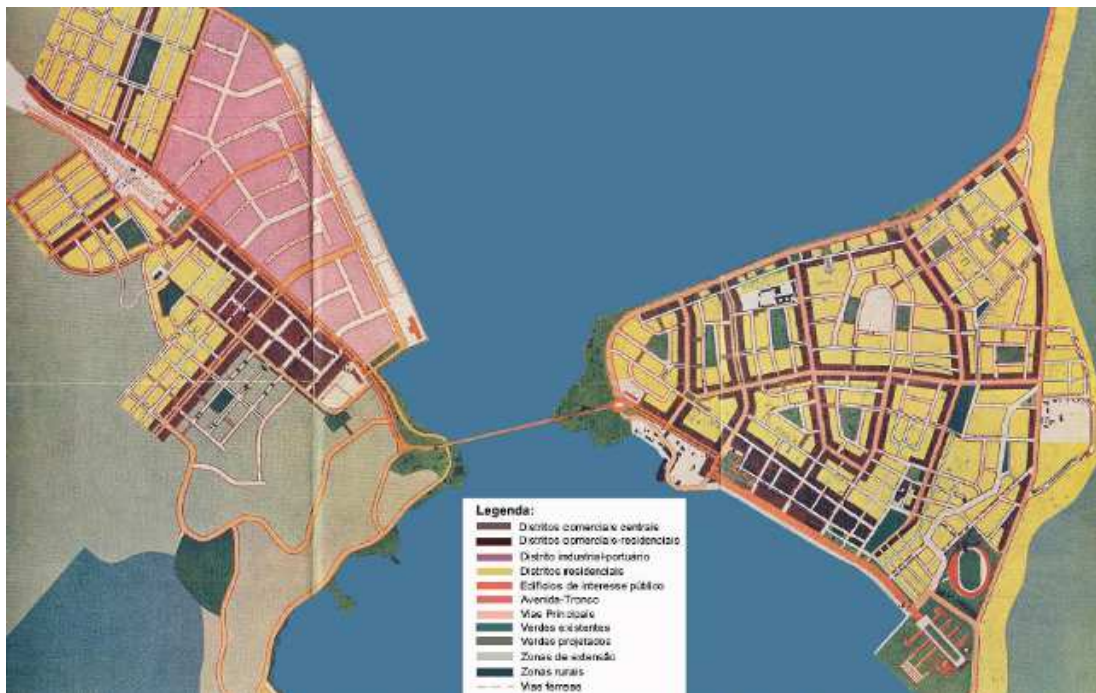 Legenda:
Distritos comerciais centrais
Distritos comerciais-residenciais
Distrito industrial-portuário
Distritos residenciais
Edifícios de interesse público
Avenida-Tronco
Vias Principais
Verdes existentes
Verdes projetados
Zonas de extensão
Zonas rurais
Vias férreas